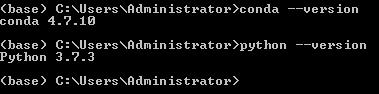 (base) C:\Users\Administrator>conda --version
conda 4.7.10
(base) C:\Users\Administrator>python --version
Python 3.7.3
(base) C:\Users\Administrator>